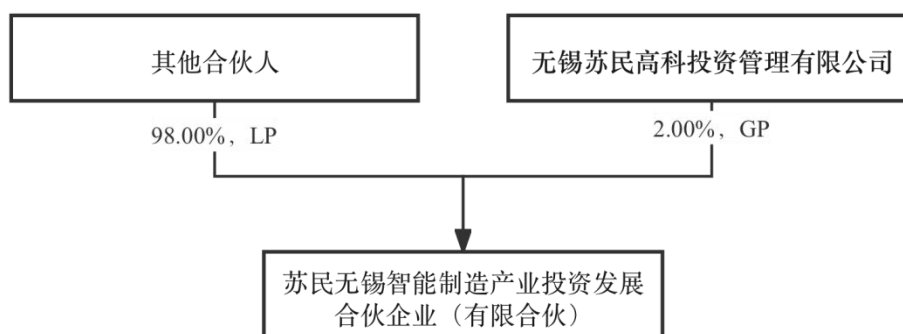 其他合伙人
无锡苏民高科投资管理有限公司
98.00%，LP
2.00%，GP
苏民无锡智能制造产业投资发展
合伙企业（有限合伙）